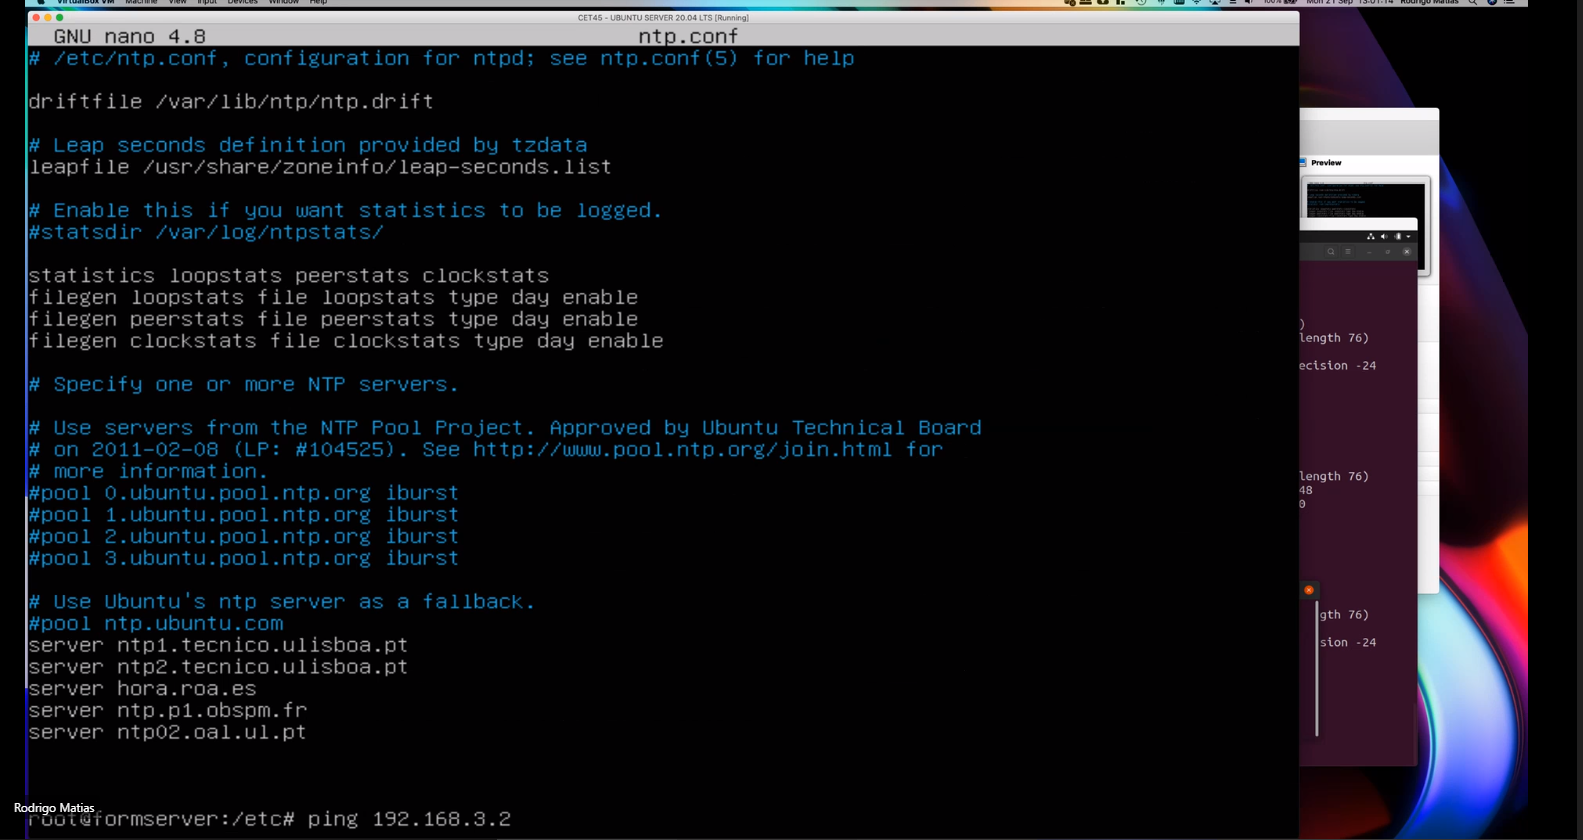 VirtualBox VM Machine View Input Devices Window Help
100% Mon 21 Sep 13:01:14 Rodrigo Matias
CET45 - UBUNTU SERVER 20.04 LTS [Running]
GNU nano 4.8 ntp.conf
# /etc/ntp.conf, configuration for ntpd; see ntp.conf(5) for help
driftfile /var/lib/ntp/ntp.drift
# Leap seconds definition provided by tzdata
leapfile /usr/share/zoneinfo/leap-seconds.list
# Enable this if you want statistics to be logged.
#statsdir /var/log/ntpstats/
statistics loopstats peerstats clockstats
filegen loopstats file loopstats type day enable
filegen peerstats file peerstats type day enable
filegen clockstats file clockstats type day enable
# Specify one or more NTP servers.
# Use servers from the NTP Pool Project. Approved by Ubuntu Technical Board
# on 2011-02-08 (LP: #104525). See http://www.pool.ntp.org/join.html for
# more information.
#pool 0.ubuntu.pool.ntp.org iburst
#pool 1.ubuntu.pool.ntp.org iburst
#pool 2.ubuntu.pool.ntp.org iburst
#pool 3.ubuntu.pool.ntp.org iburst
# Use Ubuntu's ntp server as a fallback.
#pool ntp.ubuntu.com
server ntp1.tecnico.ulisboa.pt
server ntp2.tecnico.ulisboa.pt
server hora.roa.es
server ntp.p1.obspm.fr
server ntp02.oal.ul.pt
Rodrigo Matias
root@formserver:/etc# ping 192.168.3.2
Preview
)
length 76)
ecision -24
length 76)
48
0
gth 76)
sion -24